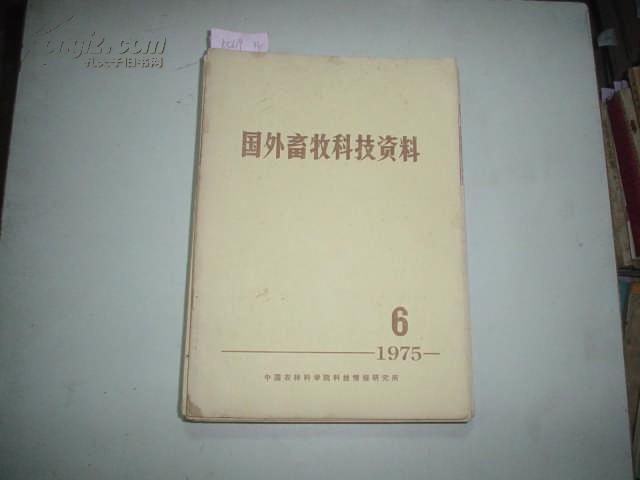 Kongfz.com
孔夫子旧书网
国外畜牧科技资料
6
1975
中国农林科学院科技情报研究所